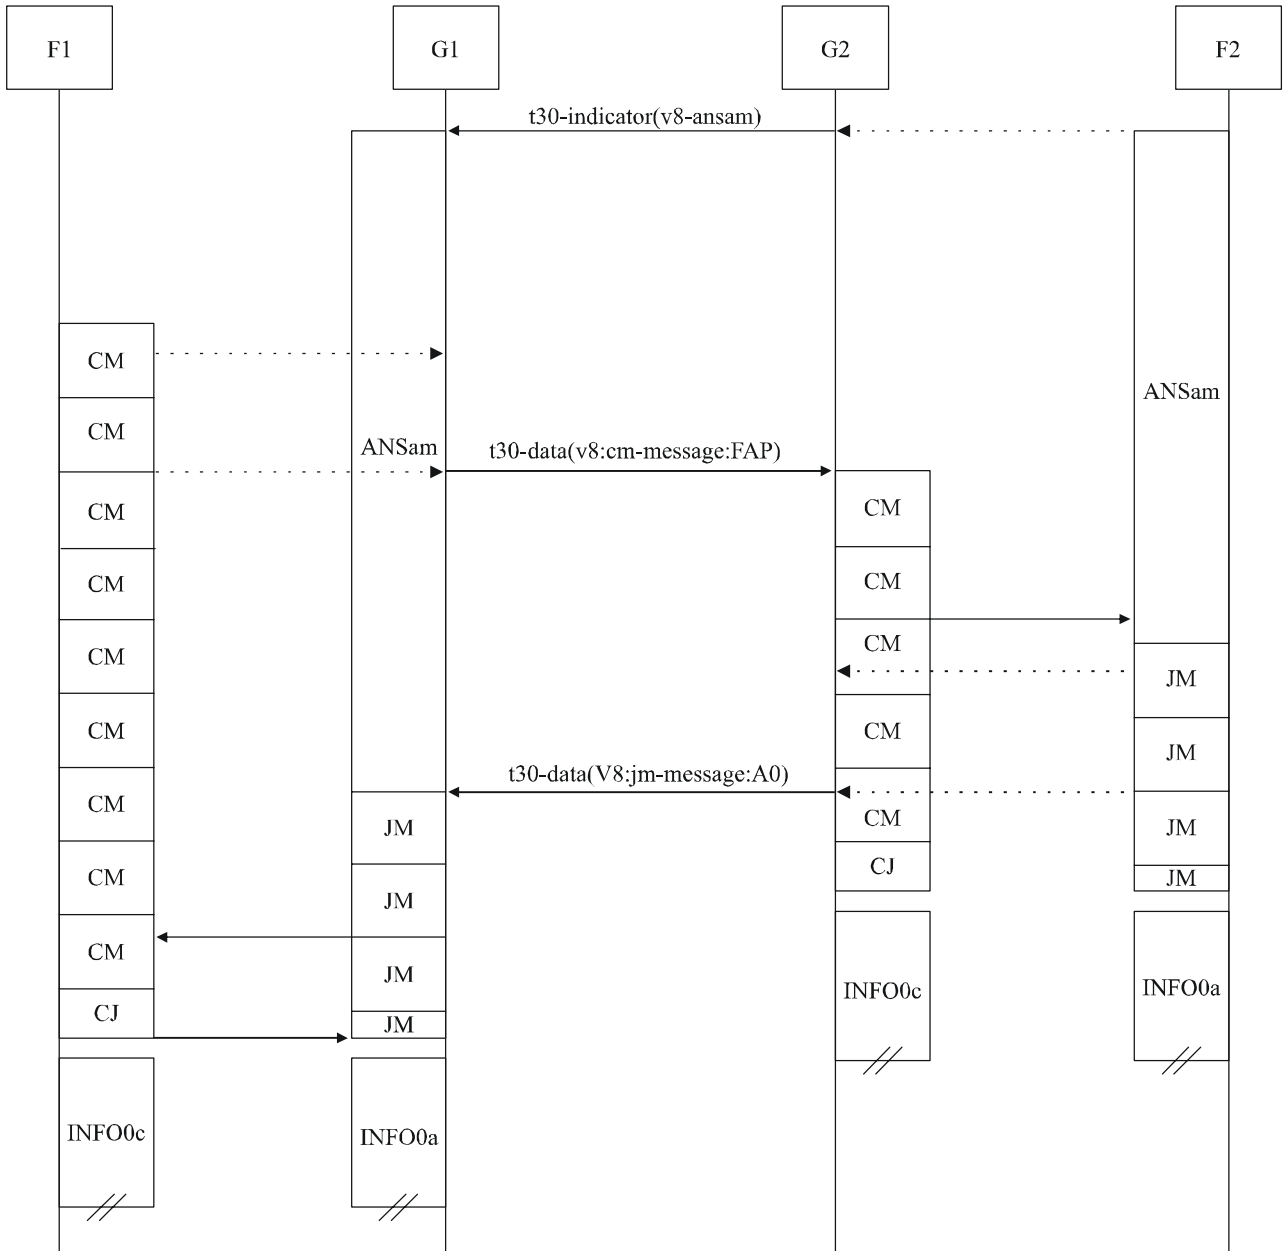 F1
G1
G2
F2
t30-indicator(v8-ansam)
CM
ANSam
CM
ANSam
t30-data(v8:cm-message:FAP)
CM
CM
CM
CM
CM
CM
JM
CM
CM
JM
t30-data(V8:jm-message:A0)
CM
JM
CM
JM
CM
CJ
JM
CM
JM
CM
JM
INFO0c
INFO0a
CJ
JM
INFO0c
INFO0a